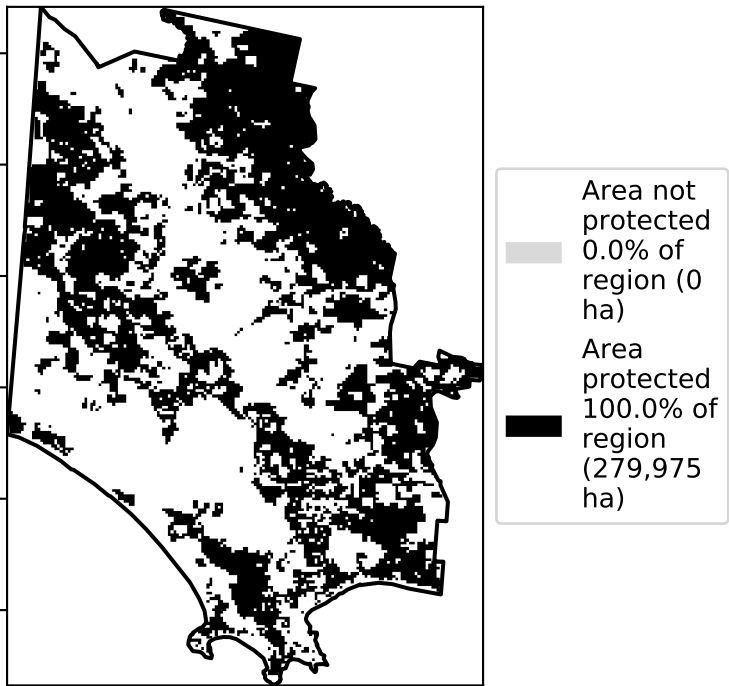 Area not
protected
0.0% of
region (0
ha)
Area
protected
100.0% of
region
(279,975
ha)